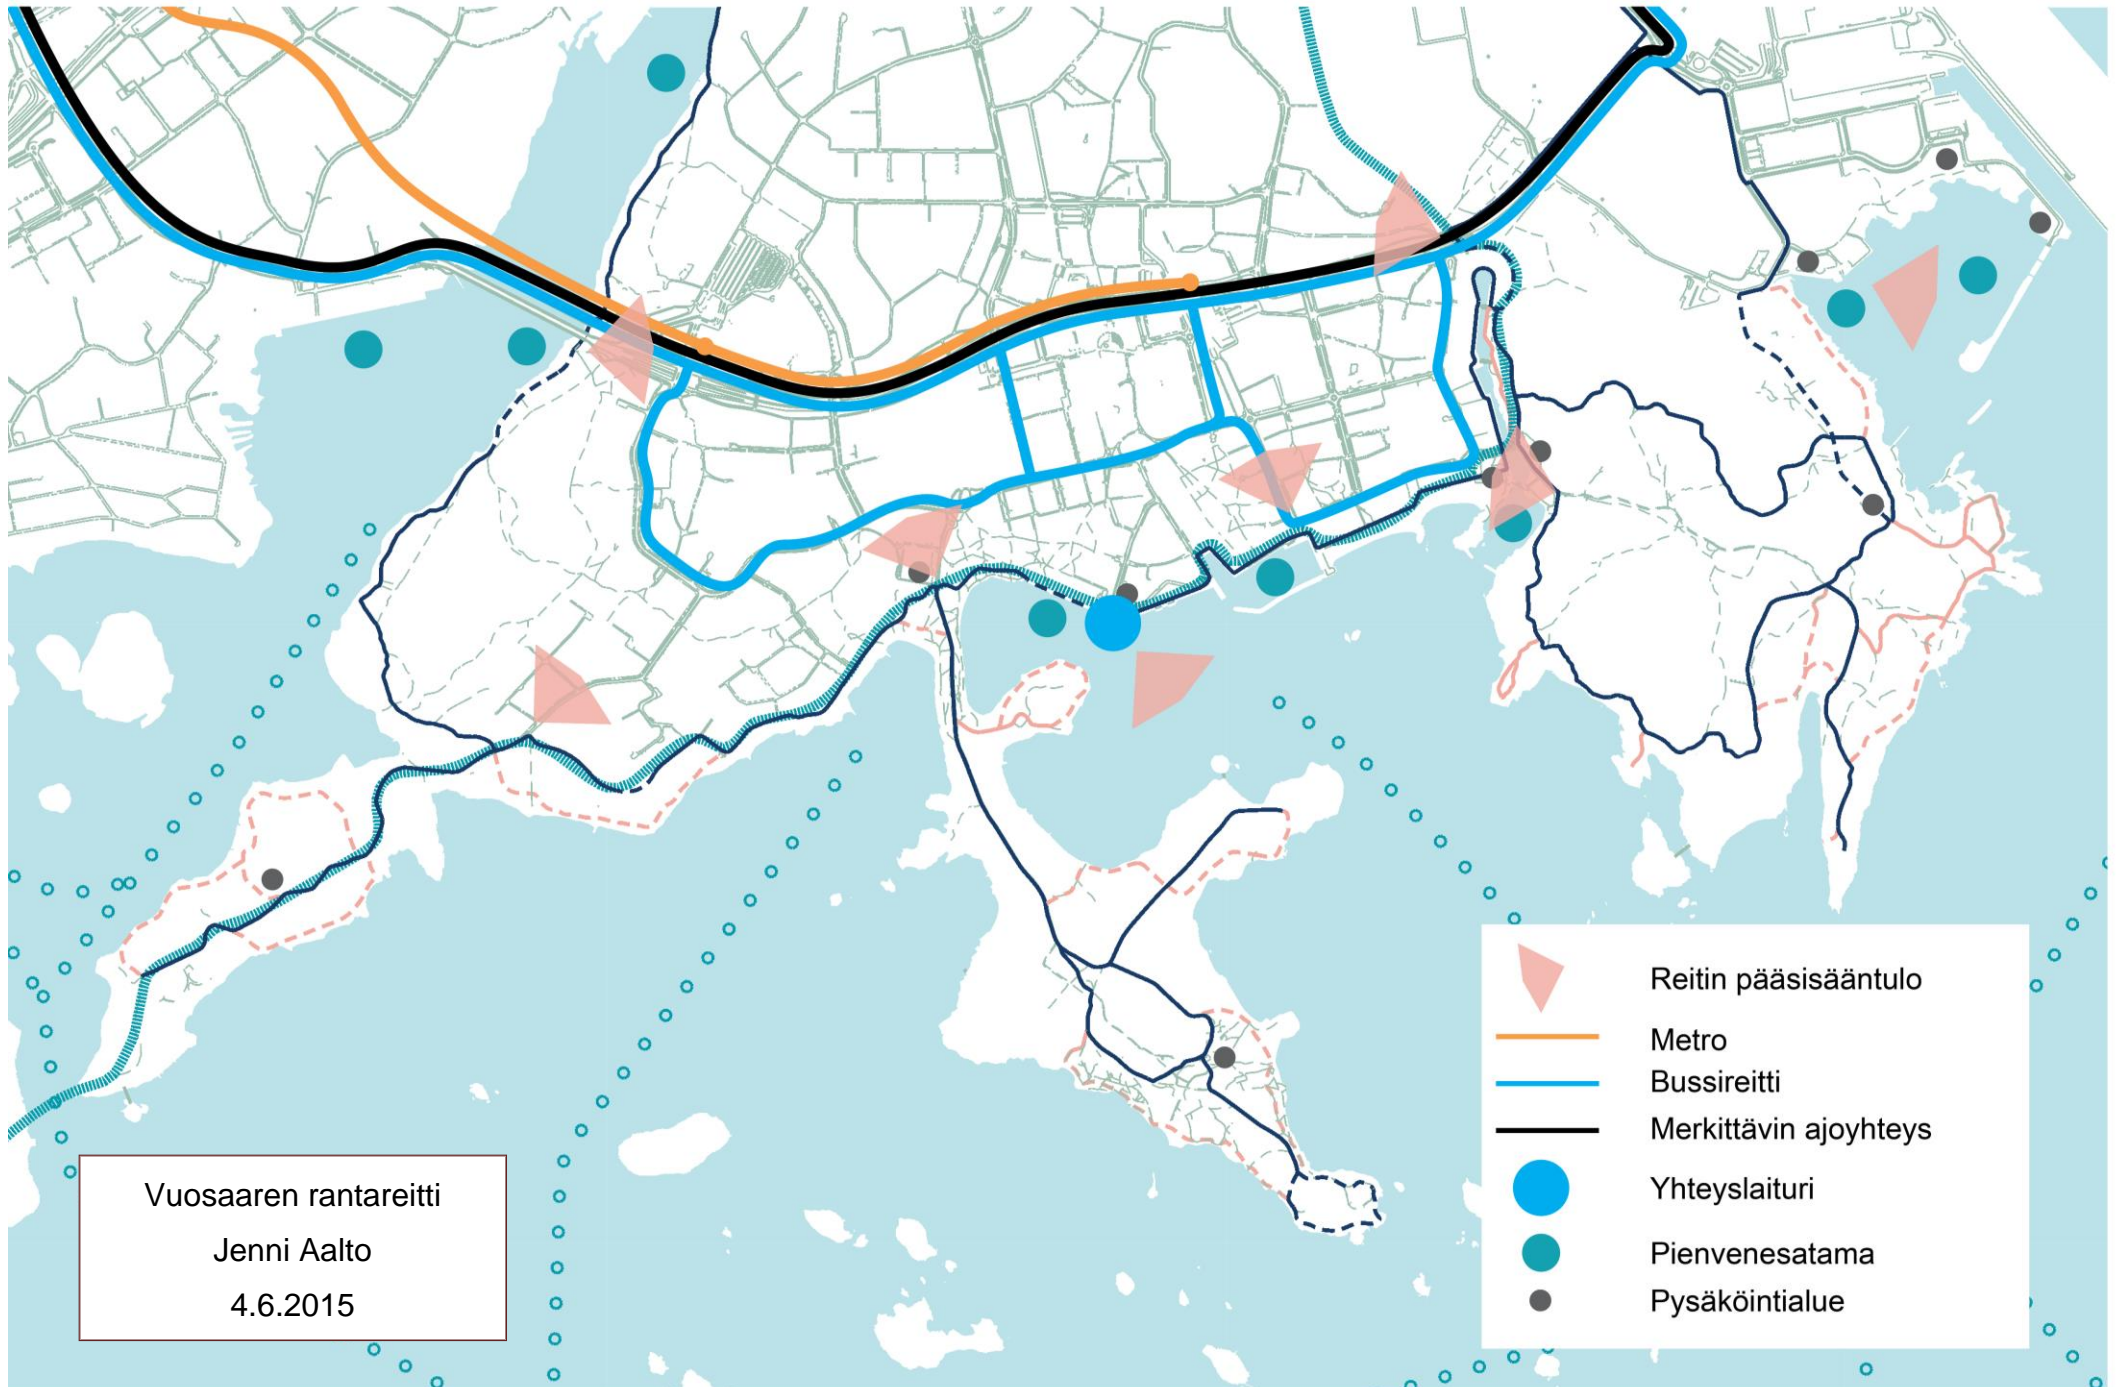 Reitin pääsisääntulo
Metro
Bussireitti
Merkittävin ajoyhteys
Yhteyslaituri
Pienvenesatama
Pysäköintialue
Vuosaaren rantareitti
Jenni Aalto
4.6.2015